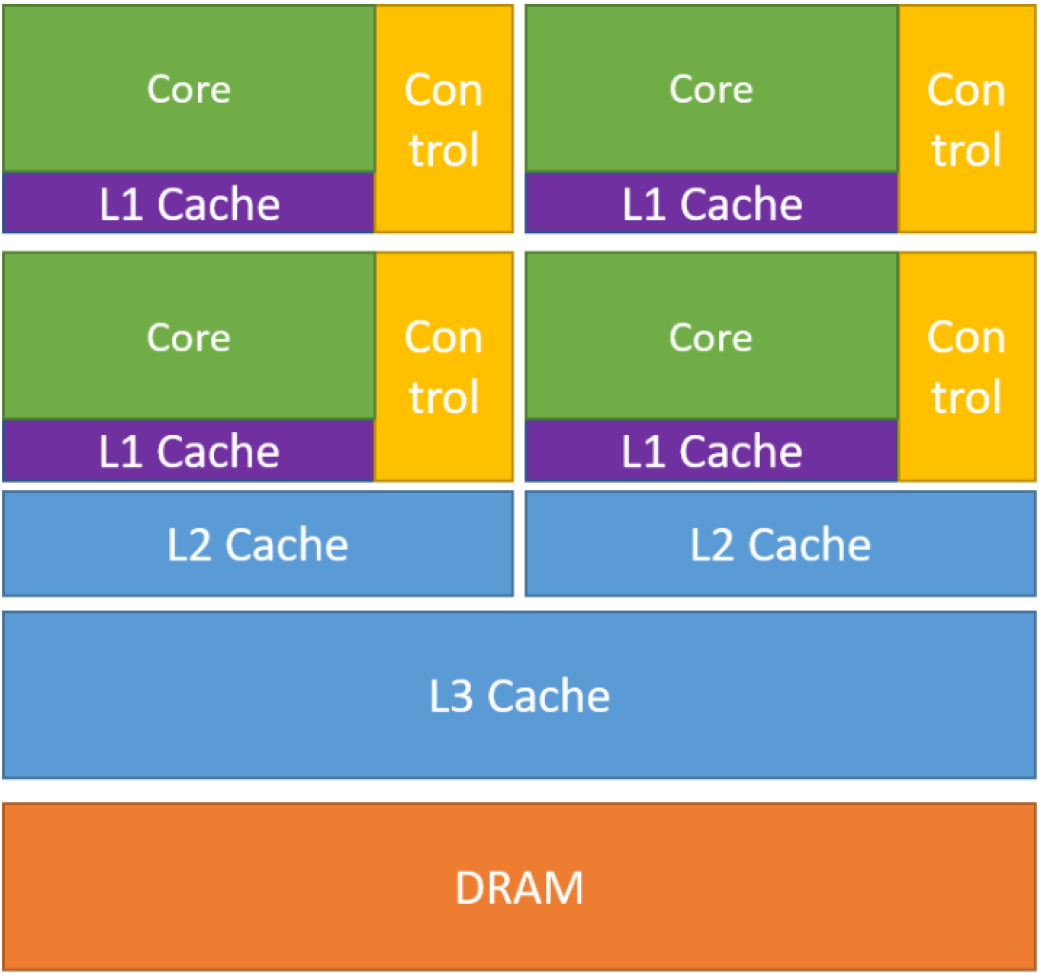 Core
Con
trol
L1 Cache
Core
Con
trol
L1 Cache
Core
Con
trol
L1 Cache
Core
Con
trol
L1 Cache
L2 Cache
L2 Cache
L3 Cache
DRAM